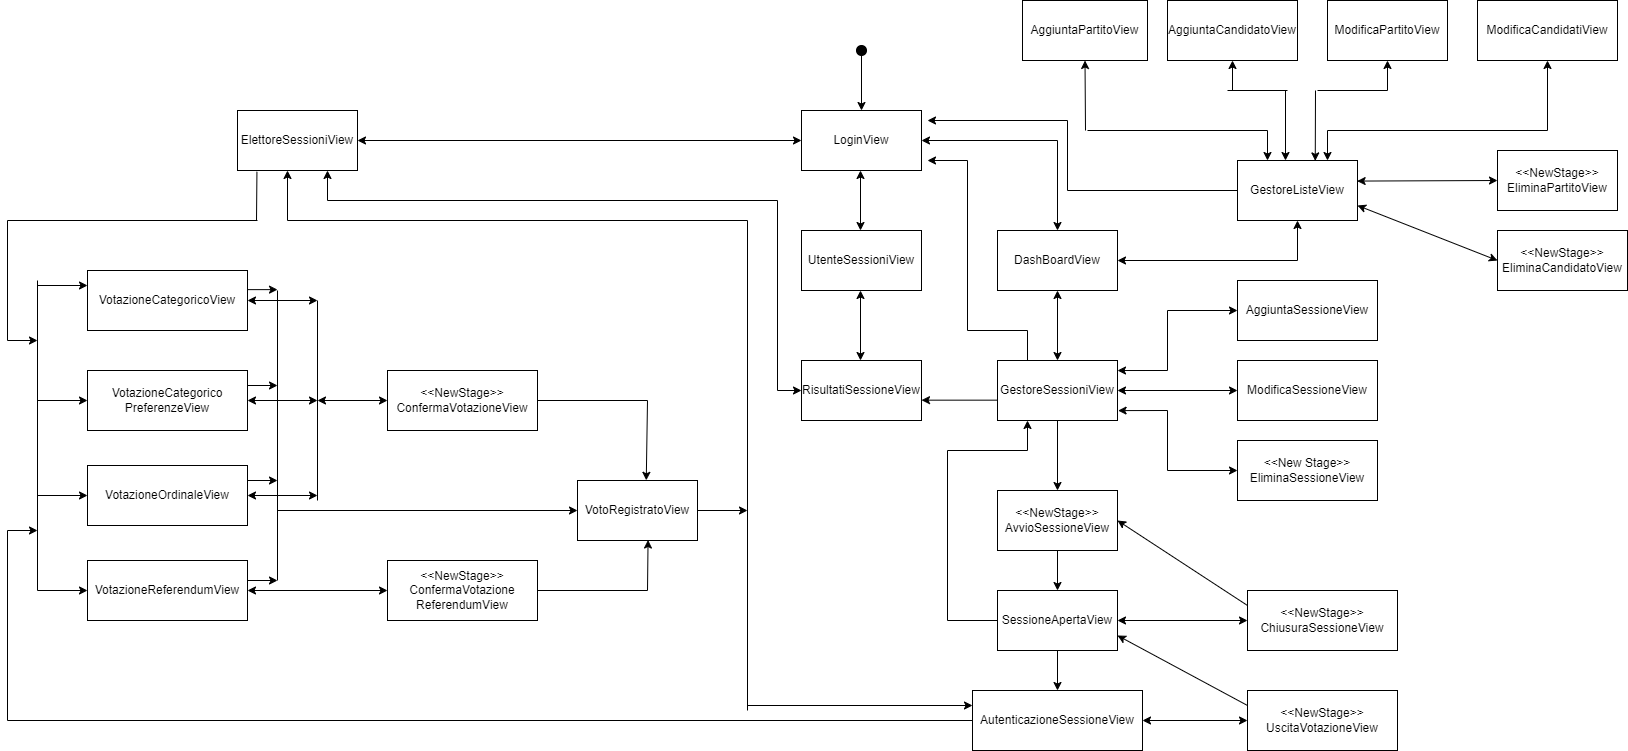 AggiuntaPartitoView
AggiuntaCandidatoView
ModificaPartitoView
ModificaCandidatiView
ElettoreSessioniView
LoginView
GestoreListeView
<<NewStage>>
EliminaPartitoView
UtenteSessioniView
DashBoardView
<<NewStage>>
EliminaCandidatoView
VotazioneCategoricoView
AggiuntaSessioneView
VotazioneCategorico
PreferenzeView
<<NewStage>>
ConfermaVotazioneView
RisultatiSessioneView
GestoreSessioniView
ModificaSessioneView
<<New Stage>>
EliminaSessioneView
VotazioneOrdinaleView
VotoRegistratoView
<<NewStage>>
AvvioSessioneView
VotazioneReferendumView
<<NewStage>>
ConfermaVotazione
ReferendumView
SessioneApertaView
<<NewStage>>
ChiusuraSessioneView
AutenticazioneSessioneView
<<NewStage>>
UscitaVotazioneView